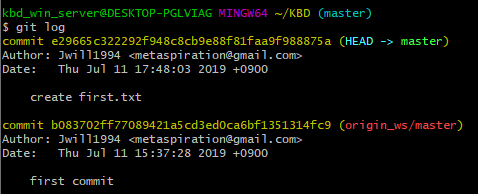 kbd_win_server@DESKTOP-PGLVIAG MINGW64 ~/KBD (master)
$ git log
commit e29665c322292f948c8cb9e88f81faa9f988875a (HEAD -> master)
Author: Jwill1994 <metaspiration@gmail.com>
Date:   Thu Jul 11 17:48:03 2019 +0900
    create first.txt
commit b083702ff77089421a5cd3ed0ca6bf1351314fc9 (origin_ws/master)
Author: Jwill1994 <metaspiration@gmail.com>
Date:   Thu Jul 11 15:37:28 2019 +0900
    first commit